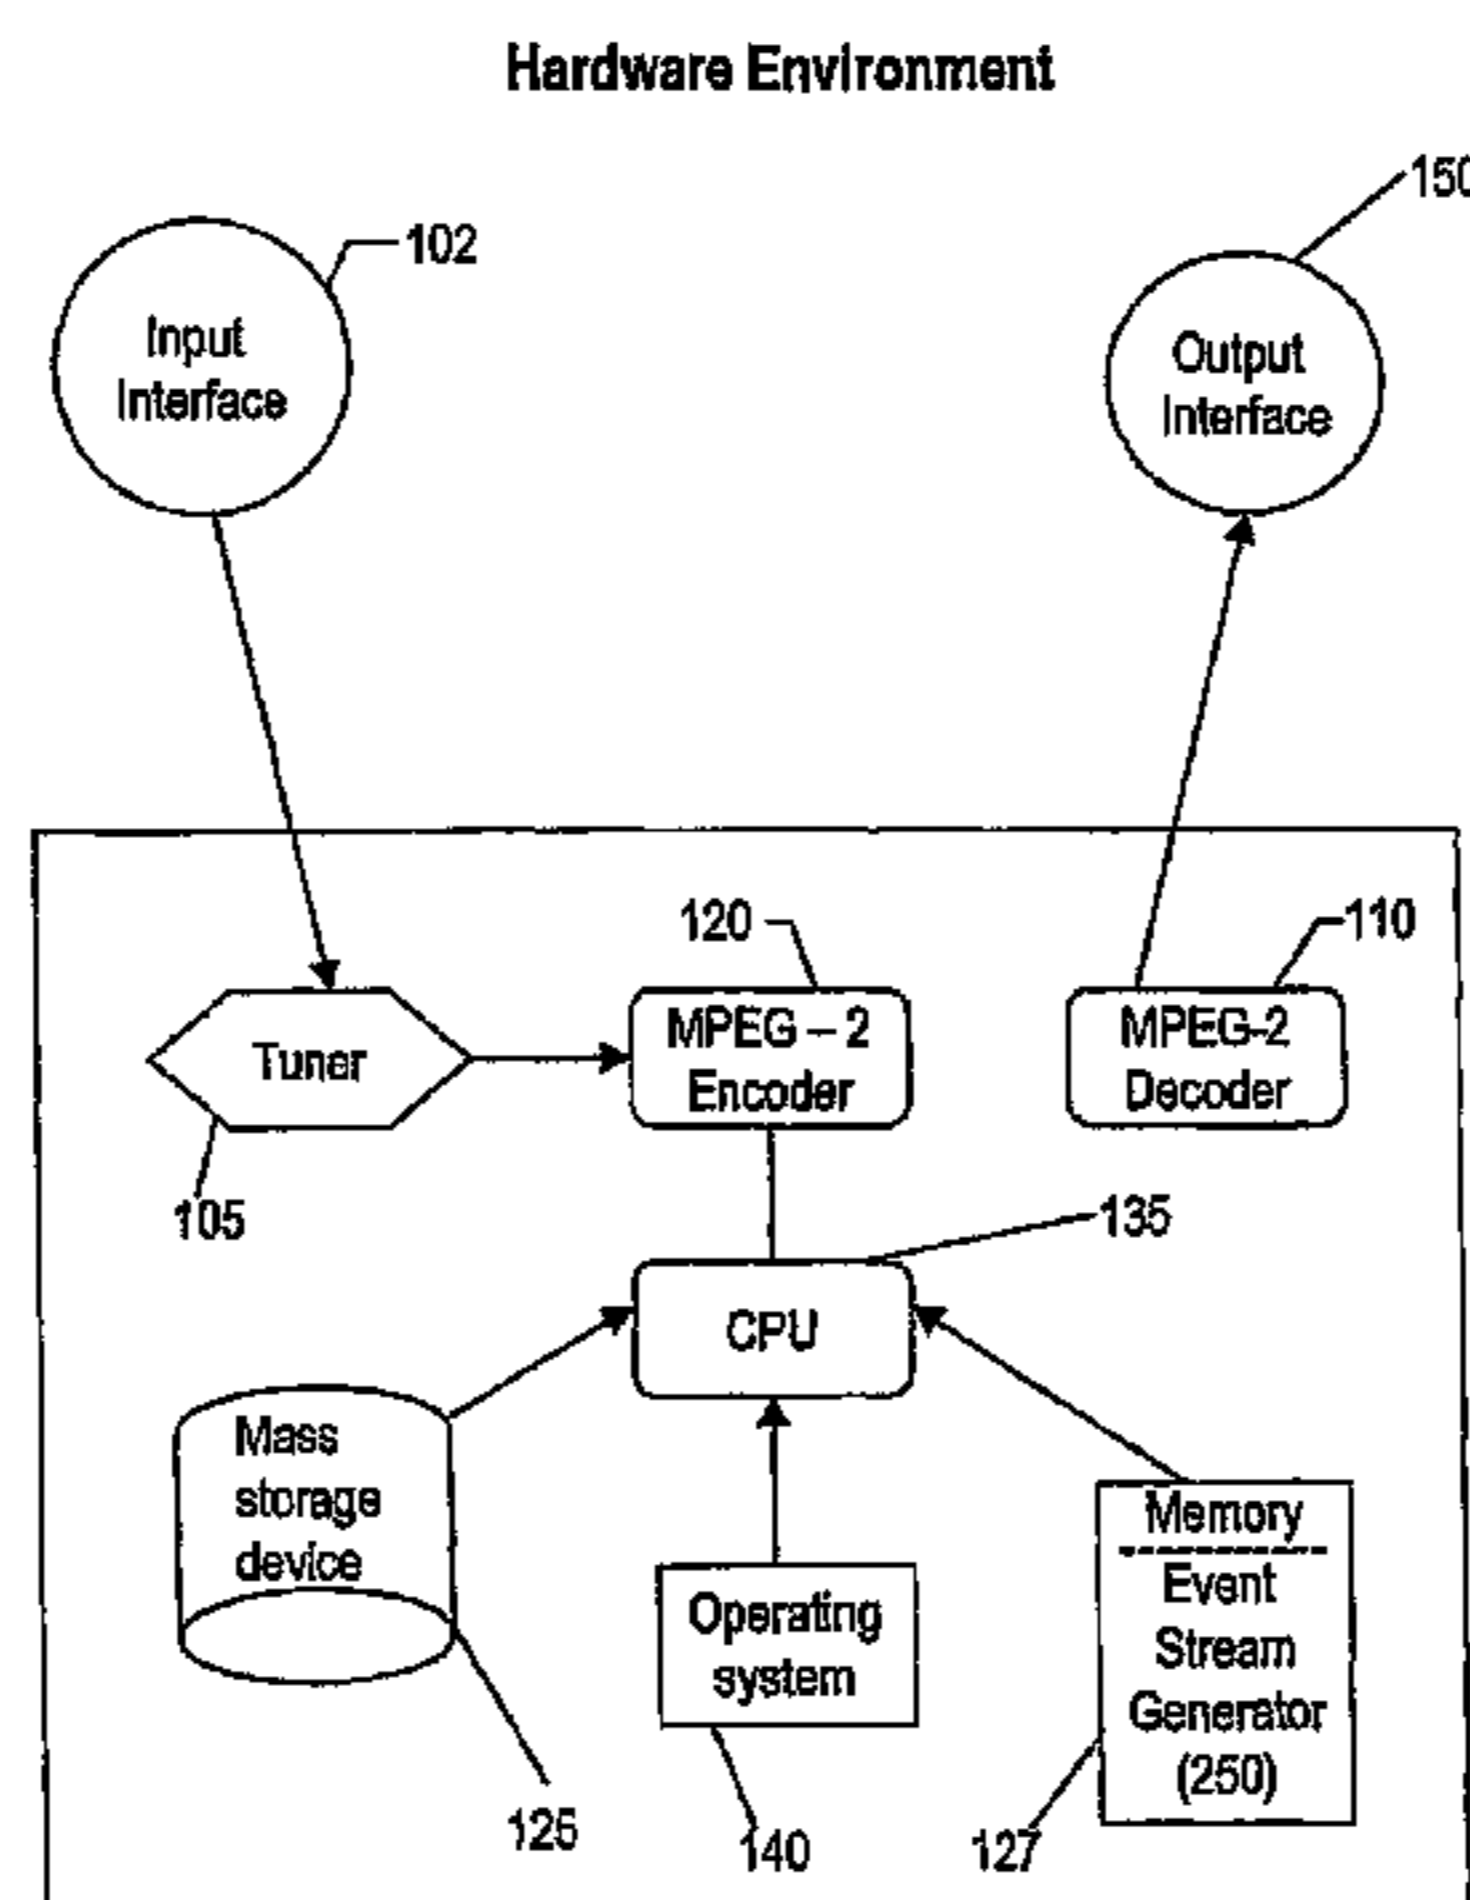 Hardware Environment
150
102
Input
Interface
Output
Interface
120
110
MPEG – 2
Encoder
MPEG-2
Decoder
Tuner
105
135
CPU
Mass
storage
device
Memory
Event
Stream
Generator
(250)
Operating
system
126
140
127